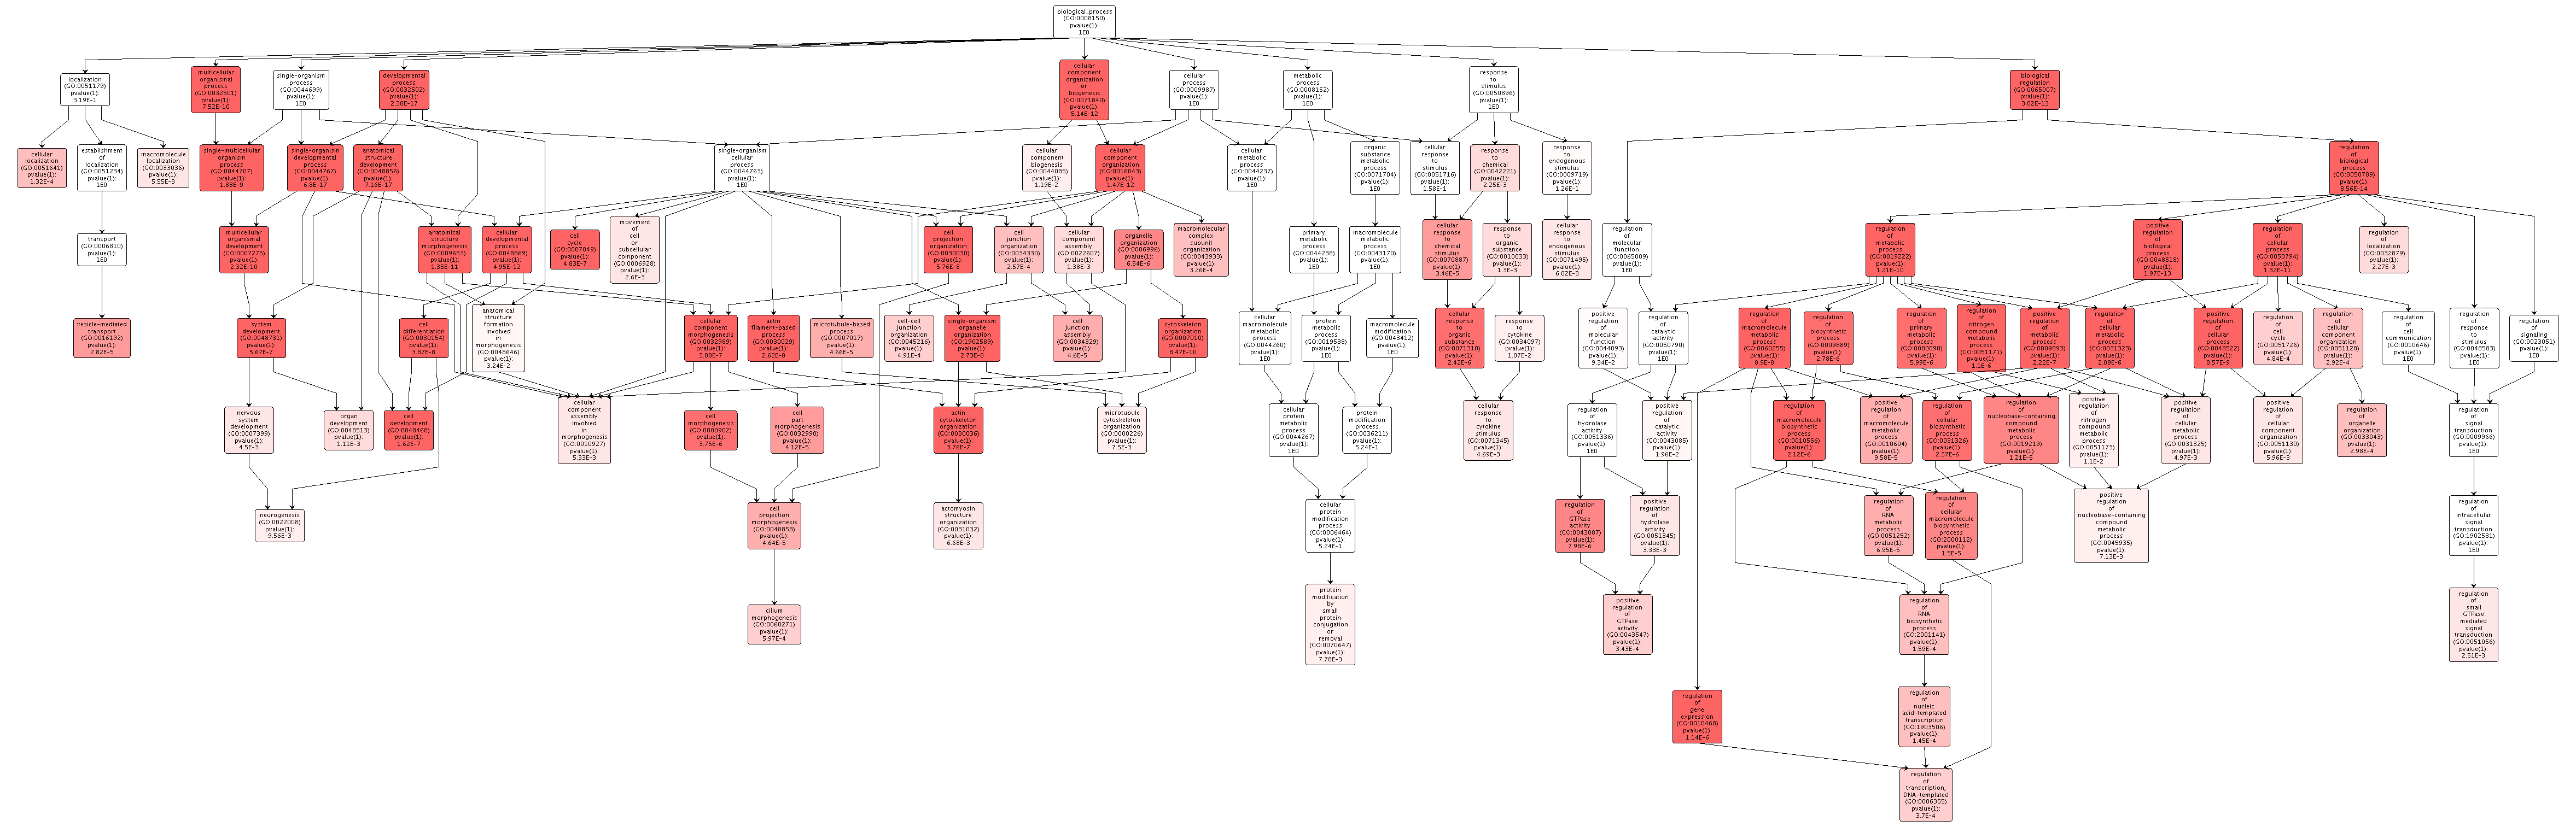 biological_process
(GO:0008150)
pvalue(1):
1E0
localization
(GO:0051179)
pvalue(1):
3.19E-1
multicellular
organismal
process
(GO:0032501)
pvalue(1):
7.52E-10
single-organism
process
(GO:0044699)
pvalue(1):
1E0
developmental
process
(GO:0032502)
pvalue(1):
2.38E-17
cellular
component
organization
or
biogenesis
(GO:0071840)
pvalue(1):
5.14E-12
cellular
process
(GO:0009987)
pvalue(1):
1E0
metabolic
process
(GO:0008152)
pvalue(1):
1E0
response
to
stimulus
(GO:0050896)
pvalue(1):
1E0
biological
regulation
(GO:0065007)
pvalue(1):
3.02E-13
cellular
localization
(GO:0051641)
pvalue(1):
1.32E-4
establishment
of
localization
(GO:0051234)
pvalue(1):
1E0
macromolecule
localization
(GO:0033036)
pvalue(1):
5.55E-3
single-multicellular
organism
process
(GO:0044707)
pvalue(1):
1.88E-9
single-organism
developmental
process
(GO:0044767)
pvalue(1):
6.8E-17
anatomical
structure
development
(GO:0048856)
pvalue(1):
7.16E-17
single-organism
cellular
process
(GO:0044763)
pvalue(1):
1E0
cellular
component
biogenesis
(GO:0044085)
pvalue(1):
1.19E-2
cellular
component
organization
(GO:0016043)
pvalue(1):
1.47E-12
cellular
metabolic
process
(GO:0044237)
pvalue(1):
1E0
organic
substance
metabolic
process
(GO:0071704)
pvalue(1):
1E0
cellular
response
to
stimulus
(GO:0051716)
pvalue(1):
1.58E-1
response
to
chemical
(GO:0042221)
pvalue(1):
2.25E-3
response
to
endogenous
stimulus
(GO:0009719)
pvalue(1):
1.26E-1
regulation
of
biological
process
(GO:0050789)
pvalue(1):
8.56E-14
transport
(GO:0006810)
pvalue(1):
1E0
multicellular
organismal
development
(GO:0007275)
pvalue(1):
2.32E-10
anatomical
structure
morphogenesis
(GO:0009653)
pvalue(1):
1.35E-11
cellular
developmental
process
(GO:0048869)
pvalue(1):
4.95E-12
cell
cycle
(GO:0007049)
pvalue(1):
4.83E-7
movement
of
cell
or
subcellular
component
(GO:0006928)
pvalue(1):
2.6E-3
cell
projection
organization
(GO:0030030)
pvalue(1):
5.76E-8
cell
junction
organization
(GO:0034330)
pvalue(1):
2.57E-4
cellular
component
assembly
(GO:0022607)
pvalue(1):
1.38E-3
organelle
organization
(GO:0006996)
pvalue(1):
6.54E-6
macromolecular
complex
subunit
organization
(GO:0043933)
pvalue(1):
3.26E-4
primary
metabolic
process
(GO:0044238)
pvalue(1):
1E0
macromolecule
metabolic
process
(GO:0043170)
pvalue(1):
1E0
cellular
response
to
chemical
stimulus
(GO:0070887)
pvalue(1):
3.46E-5
response
to
organic
substance
(GO:0010033)
pvalue(1):
1.3E-3
cellular
response
to
endogenous
stimulus
(GO:0071495)
pvalue(1):
6.02E-3
regulation
of
molecular
function
(GO:0065009)
pvalue(1):
1E0
regulation
of
metabolic
process
(GO:0019222)
pvalue(1):
1.21E-10
positive
regulation
of
biological
process
(GO:0048518)
pvalue(1):
1.97E-13
regulation
of
cellular
process
(GO:0050794)
pvalue(1):
1.32E-11
regulation
of
localization
(GO:0032879)
pvalue(1):
2.27E-3
vesicle-mediated
transport
(GO:0016192)
pvalue(1):
2.82E-5
system
development
(GO:0048731)
pvalue(1):
5.67E-7
cell
differentiation
(GO:0030154)
pvalue(1):
3.87E-8
anatomical
structure
formation
involved
in
morphogenesis
(GO:0048646)
pvalue(1):
3.24E-2
cellular
component
morphogenesis
(GO:0032989)
pvalue(1):
3.08E-7
actin
filament-based
process
(GO:0030029)
pvalue(1):
2.62E-8
microtubule-based
process
(GO:0007017)
pvalue(1):
4.66E-5
cell-cell
junction
organization
(GO:0045216)
pvalue(1):
4.91E-4
single-organism
organelle
organization
(GO:1902589)
pvalue(1):
2.73E-8
cell
junction
assembly
(GO:0034329)
pvalue(1):
4.6E-5
cytoskeleton
organization
(GO:0007010)
pvalue(1):
8.47E-10
cellular
macromolecule
metabolic
process
(GO:0044260)
pvalue(1):
1E0
protein
metabolic
process
(GO:0019538)
pvalue(1):
1E0
macromolecule
modification
(GO:0043412)
pvalue(1):
1E0
cellular
response
to
organic
substance
(GO:0071310)
pvalue(1):
2.42E-6
response
to
cytokine
(GO:0034097)
pvalue(1):
1.07E-2
positive
regulation
of
molecular
function
(GO:0044093)
pvalue(1):
9.34E-2
regulation
of
catalytic
activity
(GO:0050790)
pvalue(1):
1E0
regulation
of
macromolecule
metabolic
process
(GO:0060255)
pvalue(1):
8.9E-8
regulation
of
biosynthetic
process
(GO:0009889)
pvalue(1):
2.78E-6
regulation
of
primary
metabolic
process
(GO:0080090)
pvalue(1):
5.99E-6
regulation
of
nitrogen
compound
metabolic
process
(GO:0051171)
pvalue(1):
1.1E-6
positive
regulation
of
metabolic
process
(GO:0009893)
pvalue(1):
2.22E-7
regulation
of
cellular
metabolic
process
(GO:0031323)
pvalue(1):
2.09E-6
positive
regulation
of
cellular
process
(GO:0048522)
pvalue(1):
8.57E-9
regulation
of
cell
cycle
(GO:0051726)
pvalue(1):
4.84E-4
regulation
of
cellular
component
organization
(GO:0051128)
pvalue(1):
2.92E-4
regulation
of
cell
communication
(GO:0010646)
pvalue(1):
1E0
regulation
of
response
to
stimulus
(GO:0048583)
pvalue(1):
1E0
regulation
of
signaling
(GO:0023051)
pvalue(1):
1E0
nervous
system
development
(GO:0007399)
pvalue(1):
4.5E-3
organ
development
(GO:0048513)
pvalue(1):
1.11E-3
cell
development
(GO:0048468)
pvalue(1):
1.62E-7
cellular
component
assembly
involved
in
morphogenesis
(GO:0010927)
pvalue(1):
5.33E-3
cell
morphogenesis
(GO:0000902)
pvalue(1):
3.75E-6
cell
part
morphogenesis
(GO:0032990)
pvalue(1):
4.12E-5
actin
cytoskeleton
organization
(GO:0030036)
pvalue(1):
3.76E-7
microtubule
cytoskeleton
organization
(GO:0000226)
pvalue(1):
7.5E-3
cellular
protein
metabolic
process
(GO:0044267)
pvalue(1):
1E0
protein
modification
process
(GO:0036211)
pvalue(1):
5.24E-1
cellular
response
to
cytokine
stimulus
(GO:0071345)
pvalue(1):
4.69E-3
regulation
of
hydrolase
activity
(GO:0051336)
pvalue(1):
1E0
positive
regulation
of
catalytic
activity
(GO:0043085)
pvalue(1):
1.96E-2
regulation
of
macromolecule
biosynthetic
process
(GO:0010556)
pvalue(1):
2.12E-6
positive
regulation
of
macromolecule
metabolic
process
(GO:0010604)
pvalue(1):
9.58E-5
regulation
of
cellular
biosynthetic
process
(GO:0031326)
pvalue(1):
2.37E-6
regulation
of
nucleobase-containing
compound
metabolic
process
(GO:0019219)
pvalue(1):
1.21E-5
positive
regulation
of
nitrogen
compound
metabolic
process
(GO:0051173)
pvalue(1):
1.1E-2
positive
regulation
of
cellular
metabolic
process
(GO:0031325)
pvalue(1):
4.97E-3
positive
regulation
of
cellular
component
organization
(GO:0051130)
pvalue(1):
5.96E-3
regulation
of
organelle
organization
(GO:0033043)
pvalue(1):
2.98E-4
regulation
of
signal
transduction
(GO:0009966)
pvalue(1):
1E0
neurogenesis
(GO:0022008)
pvalue(1):
9.56E-3
cell
projection
morphogenesis
(GO:0048858)
pvalue(1):
4.64E-5
actomyosin
structure
organization
(GO:0031032)
pvalue(1):
6.68E-3
cellular
protein
modification
process
(GO:0006464)
pvalue(1):
5.24E-1
regulation
of
GTPase
activity
(GO:0043087)
pvalue(1):
7.98E-6
positive
regulation
of
hydrolase
activity
(GO:0051345)
pvalue(1):
3.33E-3
regulation
of
RNA
metabolic
process
(GO:0051252)
pvalue(1):
6.95E-5
regulation
of
cellular
macromolecule
biosynthetic
process
(GO:2000112)
pvalue(1):
1.5E-5
positive
regulation
of
nucleobase-containing
compound
metabolic
process
(GO:0045935)
pvalue(1):
7.13E-3
regulation
of
intracellular
signal
transduction
(GO:1902531)
pvalue(1):
1E0
cilium
morphogenesis
(GO:0060271)
pvalue(1):
5.97E-4
protein
modification
by
small
protein
conjugation
or
removal
(GO:0070647)
pvalue(1):
7.78E-3
positive
regulation
of
GTPase
activity
(GO:0043547)
pvalue(1):
3.43E-4
regulation
of
RNA
biosynthetic
process
(GO:2001141)
pvalue(1):
1.59E-4
regulation
of
small
GTPase
mediated
signal
transduction
(GO:0051056)
pvalue(1):
2.51E-3
regulation
of
gene
expression
(GO:0010468)
pvalue(1):
1.14E-6
regulation
of
nucleic
acid-templated
transcription
(GO:1903506)
pvalue(1):
1.45E-4
regulation
of
transcription,
DNA-templated
(GO:0006355)
pvalue(1):
3.7E-4